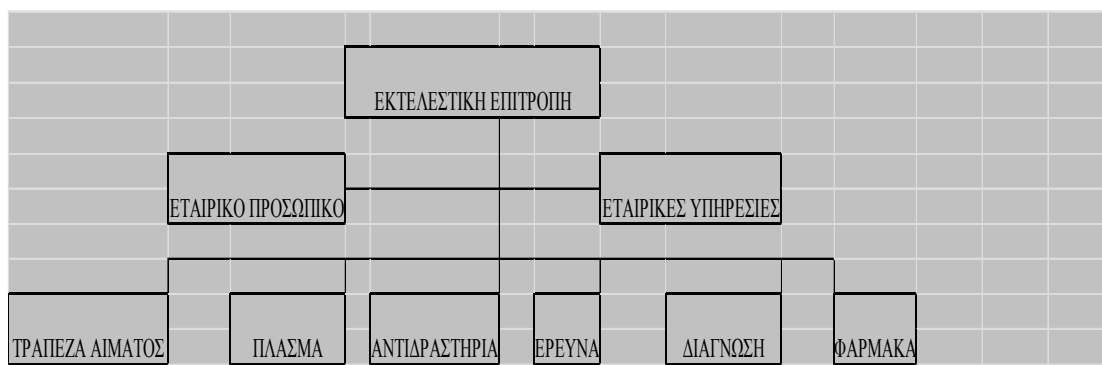 ΕΚΤΕΛΕΣΤΙΚΗ ΕΠΙΤΡΟΠΗ
ΕΤΑΙΡΙΚΟ ΠΡΟΣΩΠΙΚΟ
ΕΤΑΙΡΙΚΕΣ ΥΠΗΡΕΣΙΕΣ
ΤΡΑΠΕΖΑ ΑΙΜΑΤΟΣ
ΠΛΑΣΜΑ
ΑΝΤΙΔΡΑΣΤΗΡΙΑ
ΕΡΕΥΝΑ
ΔΙΑΓΝΩΣΗ
ΦΑΡΜΑΚΑ